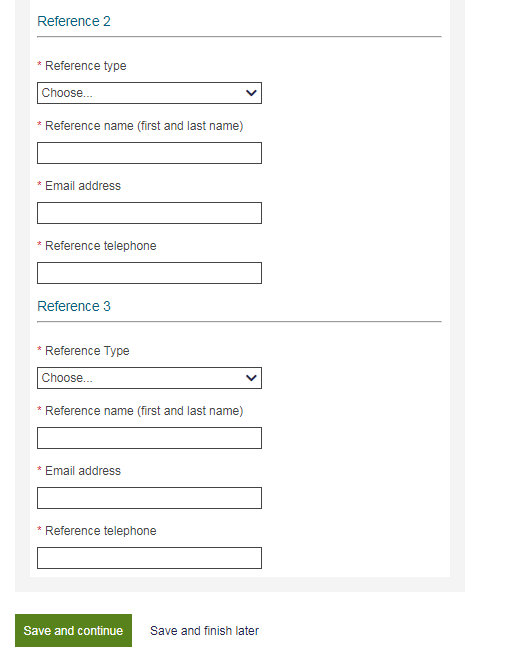 Reference 2
* Reference type
Choose...
* Reference name (first and last name)
* Email address
* Reference telephone
Reference 3
* Reference Type
Choose...
* Reference name (first and last name)
* Email address
* Reference telephone
Save and continue Save and finish later